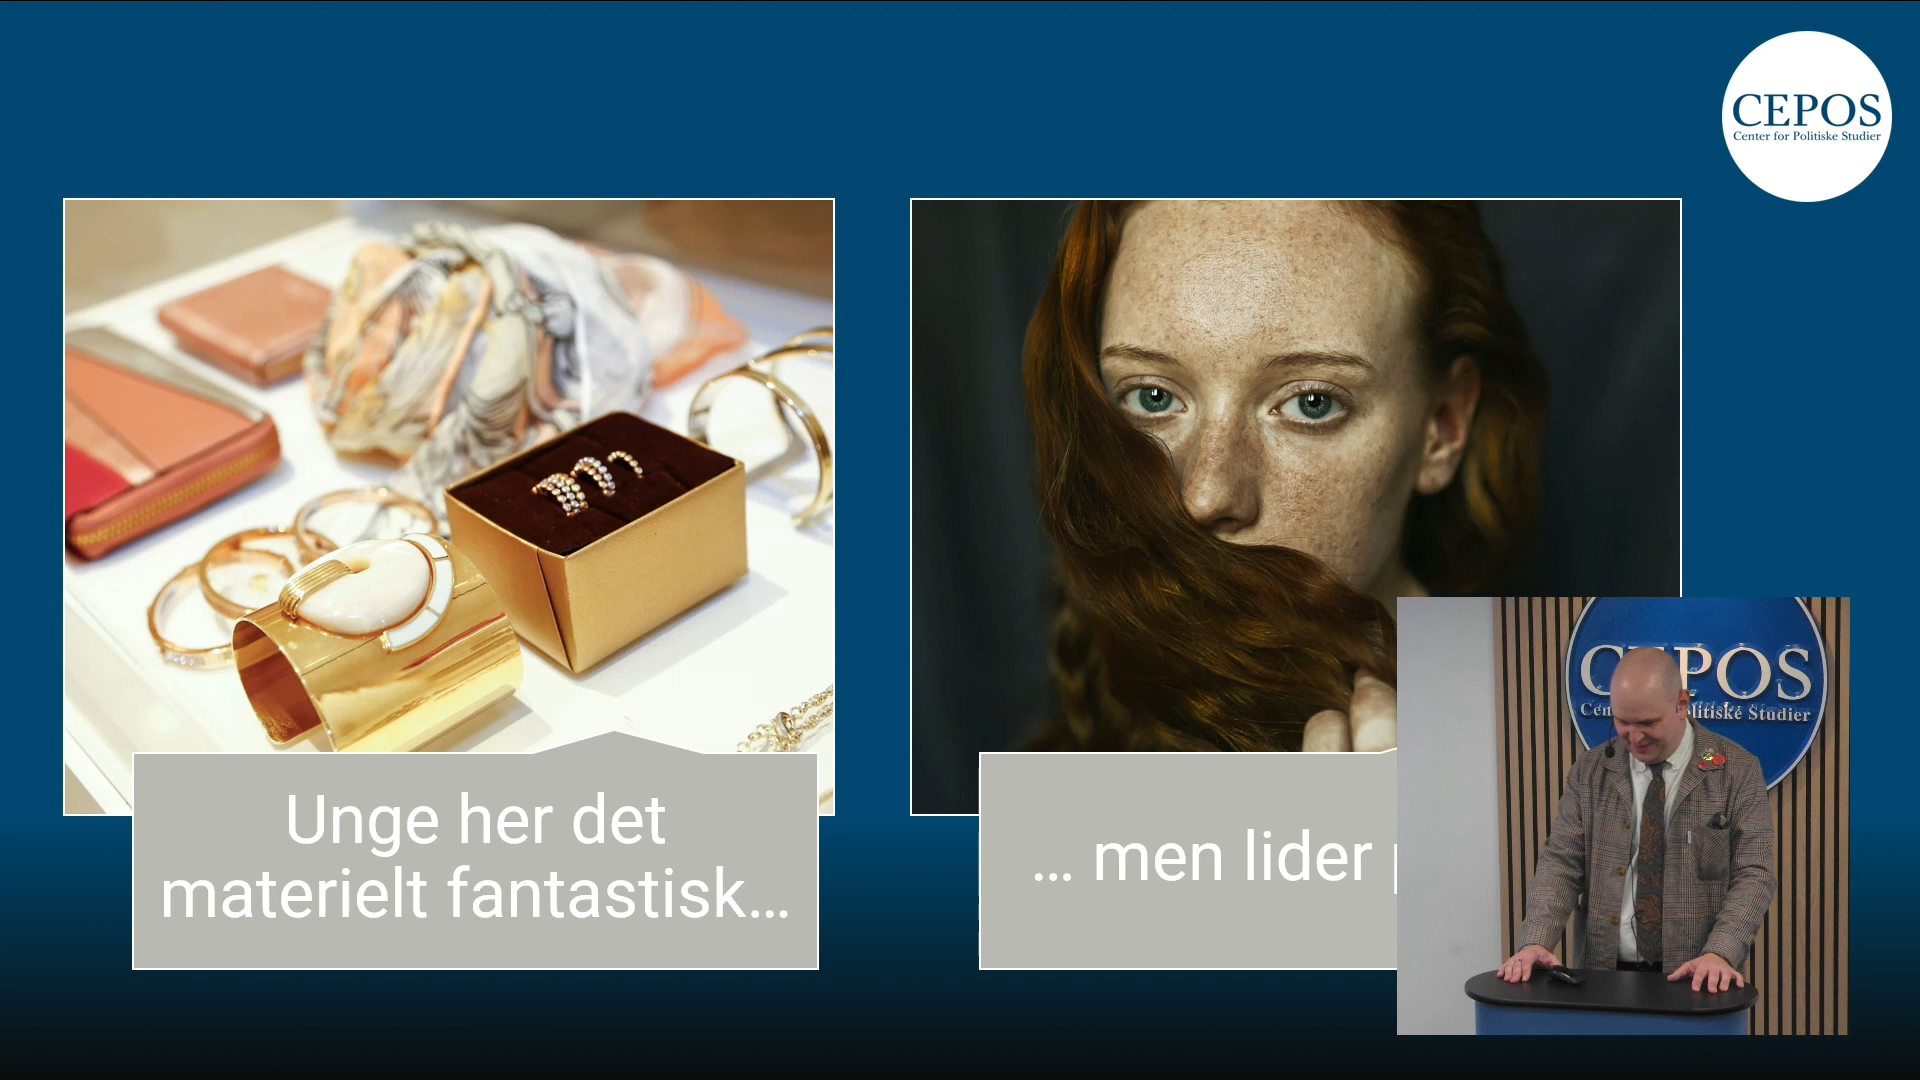 CEPOS
Center for Politiske Studier
Unge her det
materielt fantastisk...
... men lider
CEPOS
Studier